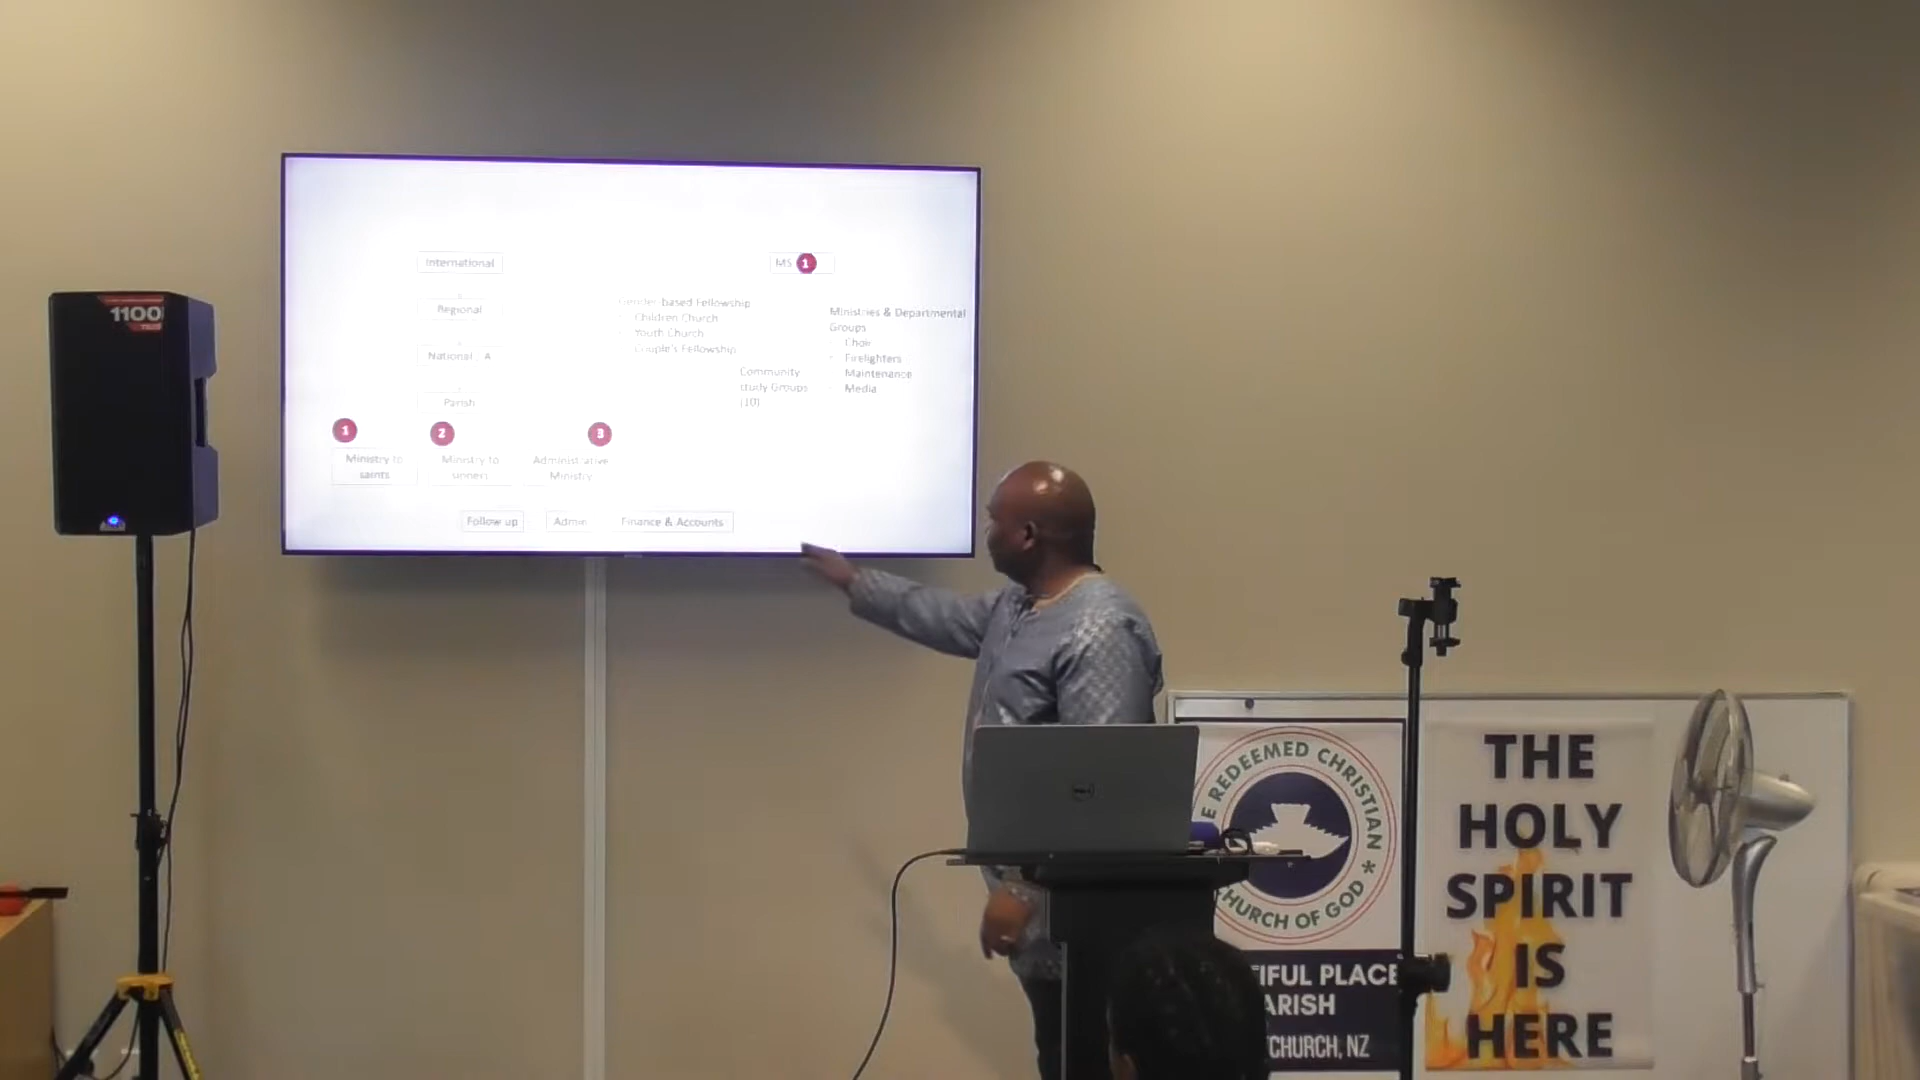 International
MS 1
Regional
based Fellowship
Children Church
Youth Church
Couple's Fellowship
Ministries & Departmental
Groups
Choir
Firelighters
Maintenance
Media
National
Community
study Groups
(10)
Parish
1
2
3
Ministry to
saints
Ministry to
sinners
Administrative
Ministry
Follow up
Admin
Finance & Accounts
1100
DELL
E REDEEMED CHRISTIAN
CHURCH OF GOD *
IFUL PLACE
ARISH
TCHURCH, NZ
THE
HOLY
SPIRIT
IS
HERE